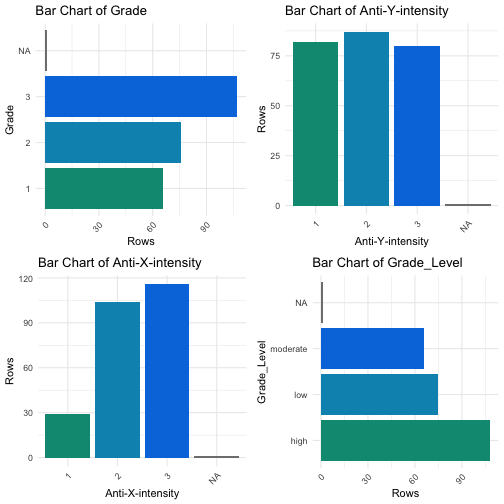 Bar Chart of Grade
Grade
NA
3
2
1
0
30
60
90
Rows
Bar Chart of Anti-Y-intensity
Rows
75
50
25
0
1
2
3
NA
Anti-Y-intensity
Bar Chart of Anti-X-intensity
Rows
120
90
60
30
0
1
2
3
NA
Anti-X-intensity
Bar Chart of Grade_Level
Grade_Level
NA
moderate
low
high
0
30
60
90
Rows